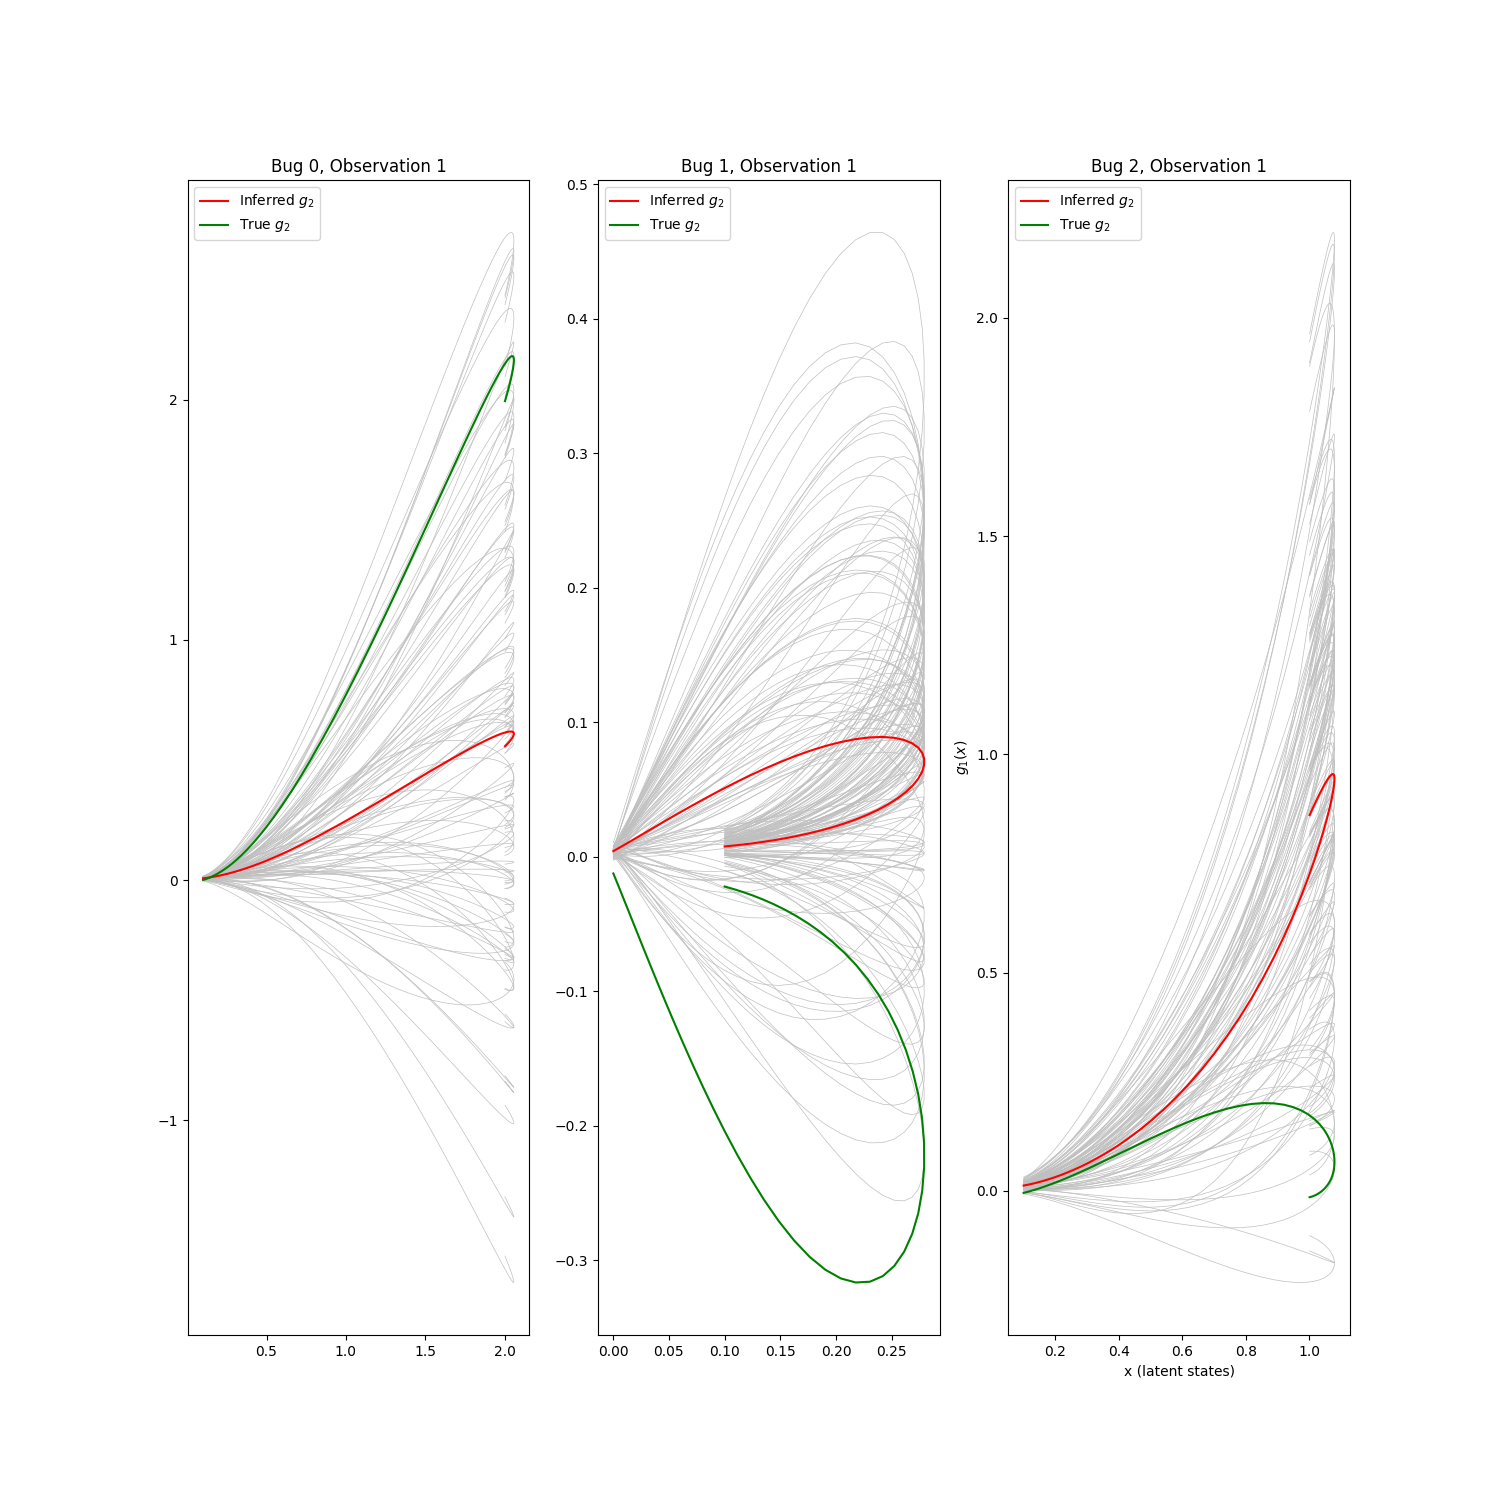 Bug 0, Observation 1
Inferred g₂
True g₂
2
1
0
−1
0.5 1.0 1.5 2.0
Bug 1, Observation 1
Inferred g₂
True g₂
0.5
0.4
0.3
0.2
0.1
0.0
−0.1
−0.2
−0.3
0.00 0.05 0.10 0.15 0.20 0.25
Bug 2, Observation 1
Inferred g₂
True g₂
g₁(x)
2.0
1.5
1.0
0.5
0.0
0.2 0.4 0.6 0.8 1.0
x (latent states)